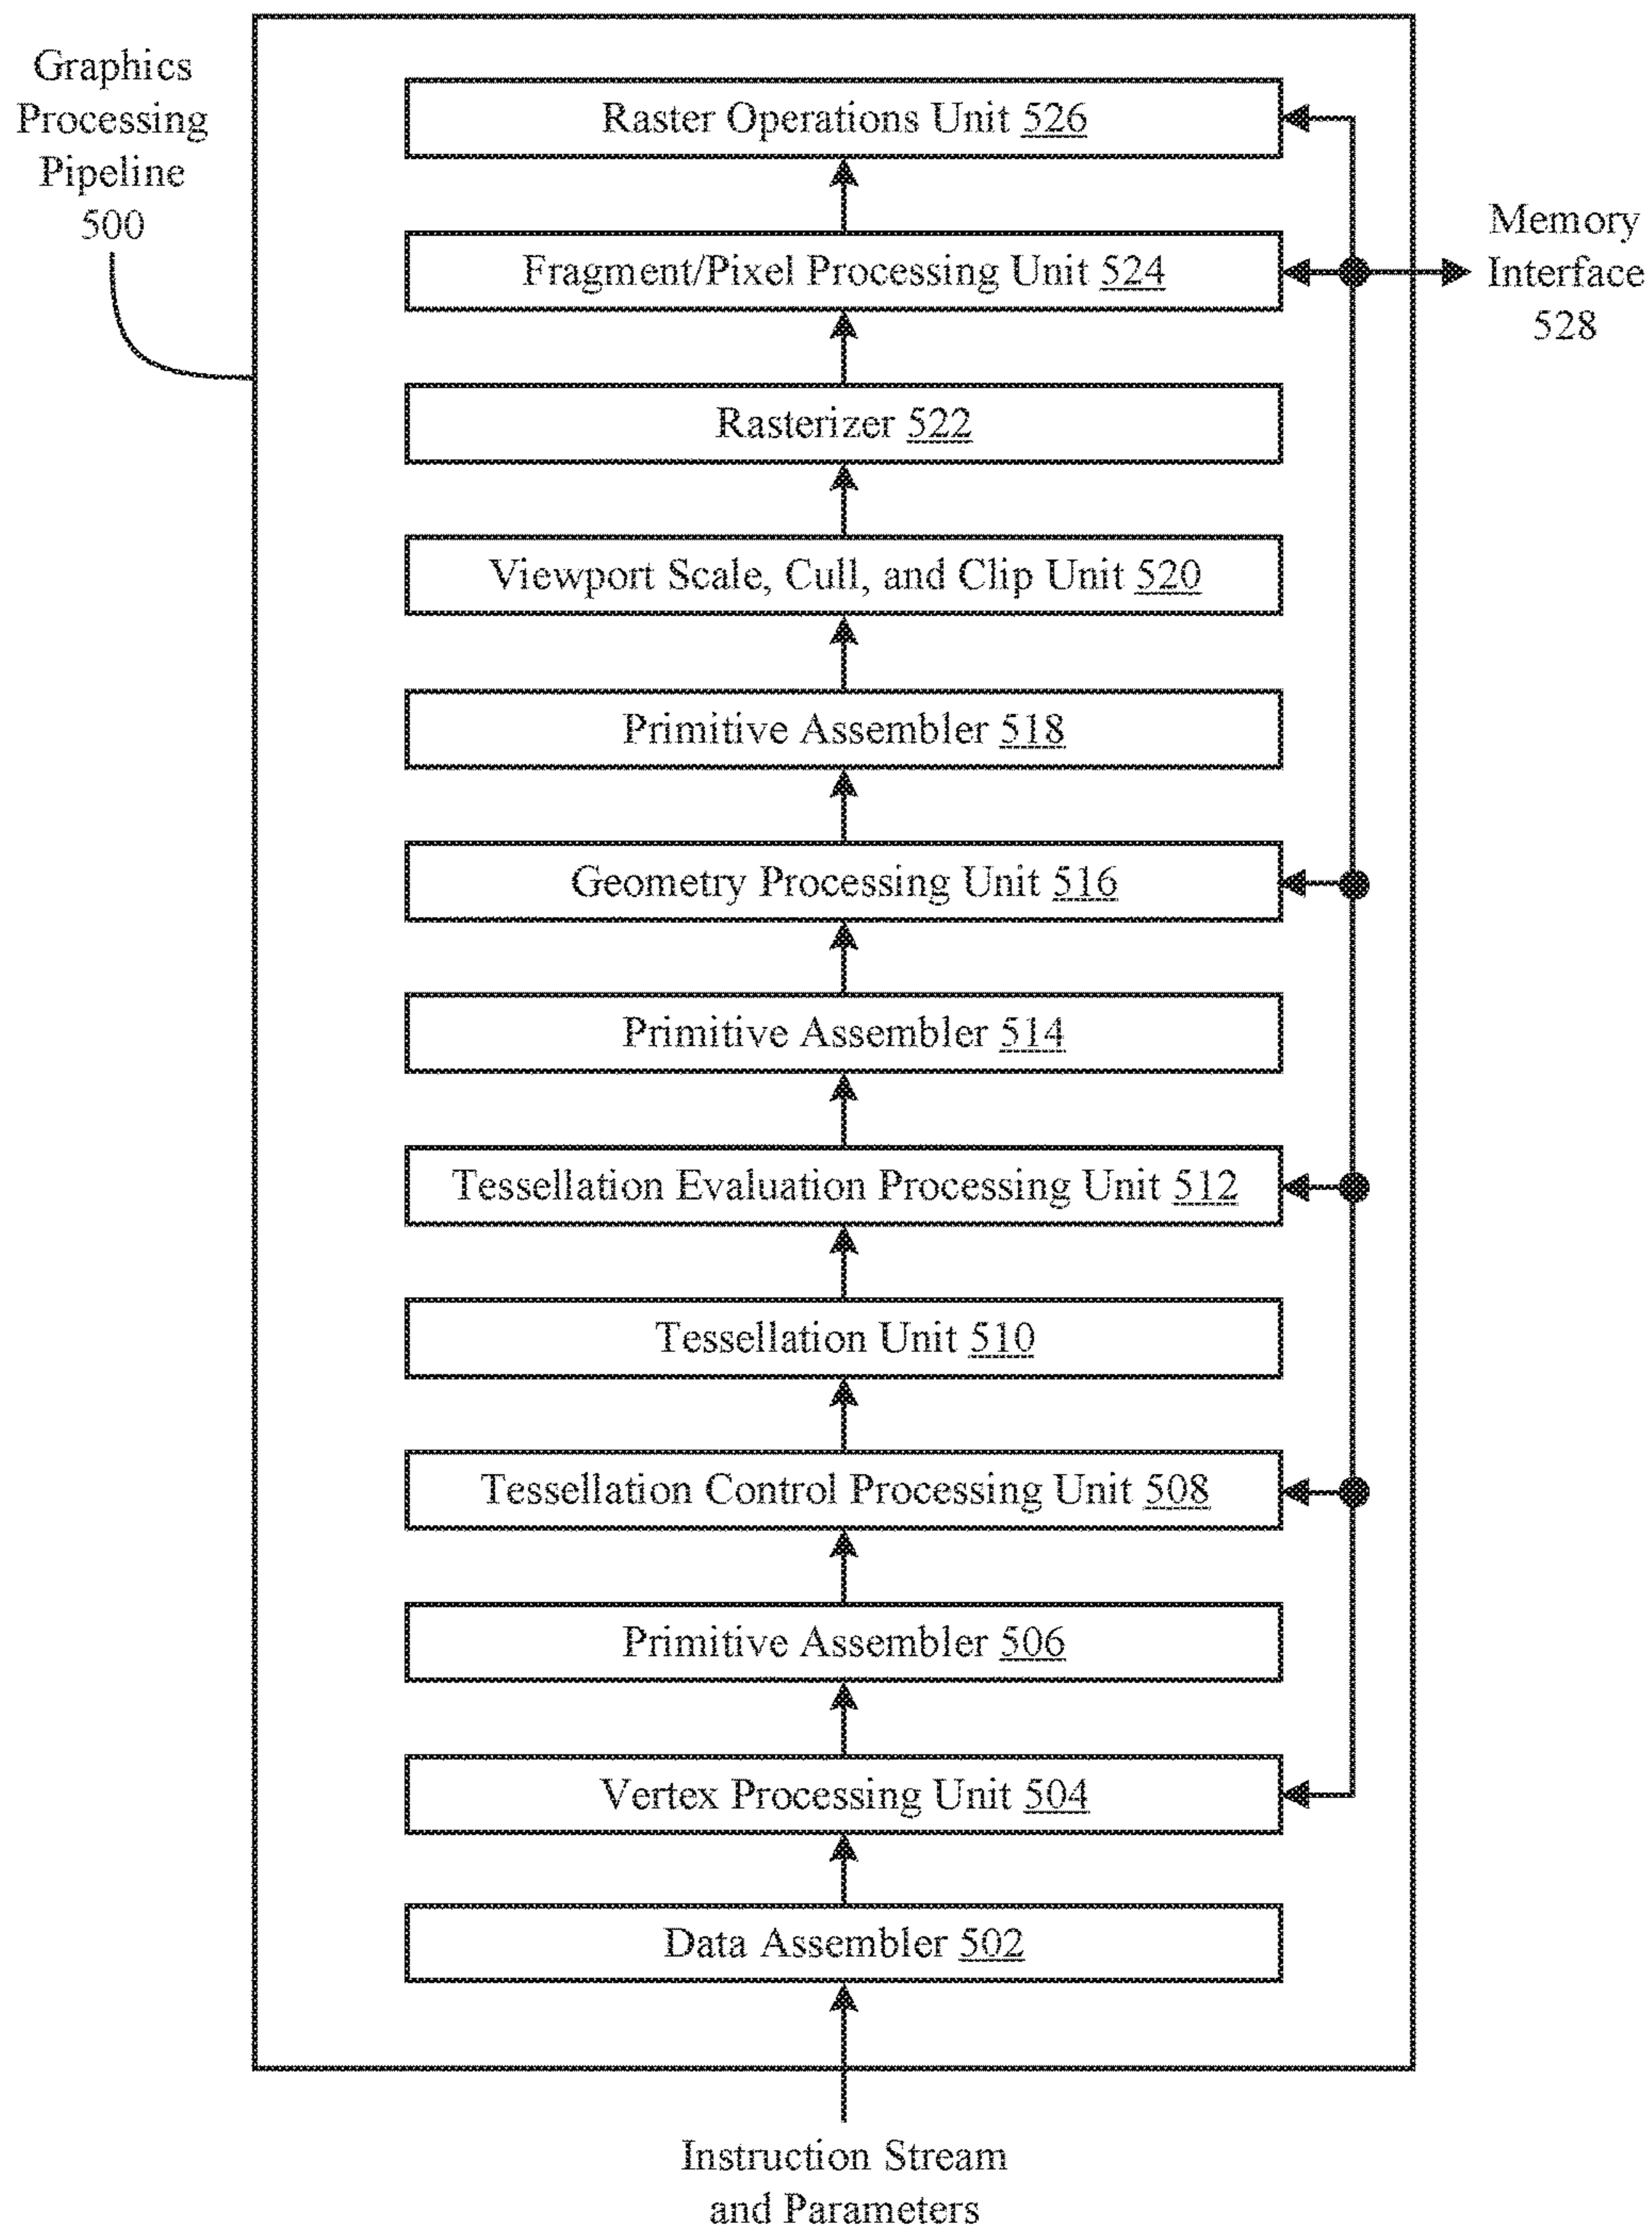 Graphics
Processing
Pipeline
500
Raster Operations Unit 526
Fragment/Pixel Processing Unit 524
Memory
Interface
528
Rasterizer 522
Viewport Scale, Cull, and Clip Unit 520
Primitive Assembler 518
Geometry Processing Unit 516
Primitive Assembler 514
Tessellation Evaluation Processing Unit 512
Tessellation Unit 510
Tessellation Control Processing Unit 508
Primitive Assembler 506
Vertex Processing Unit 504
Data Assembler 502
Instruction Stream
and Parameters